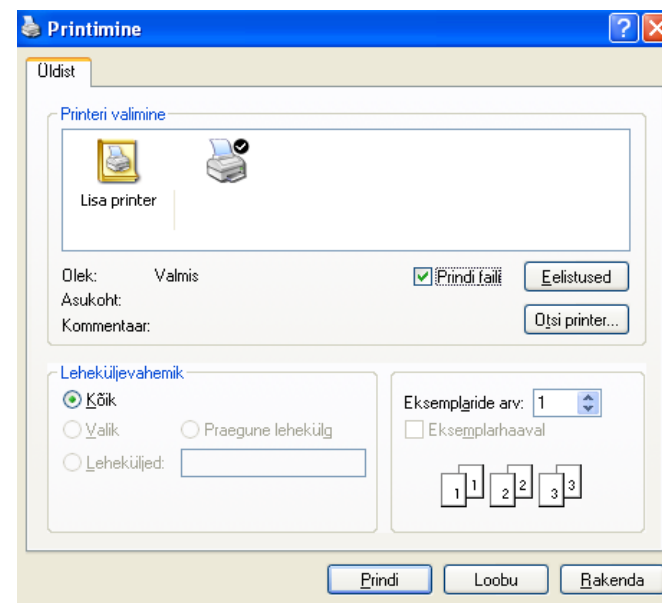 Printimine
Üldist
Printeri valimine
Lisa printer
Olek: Valmis
Prindi faili
Eelistused
Asukoht:
Kommentaar:
Otsi printer...
Leheküljevahemik
Kõik
Valik
Praegune lehekülg
Leheküljed:
Eksemplaride arv: 1
Eksemplarhaaval
1 1 2 2 3 3
Prindi
Loobu
Rakenda